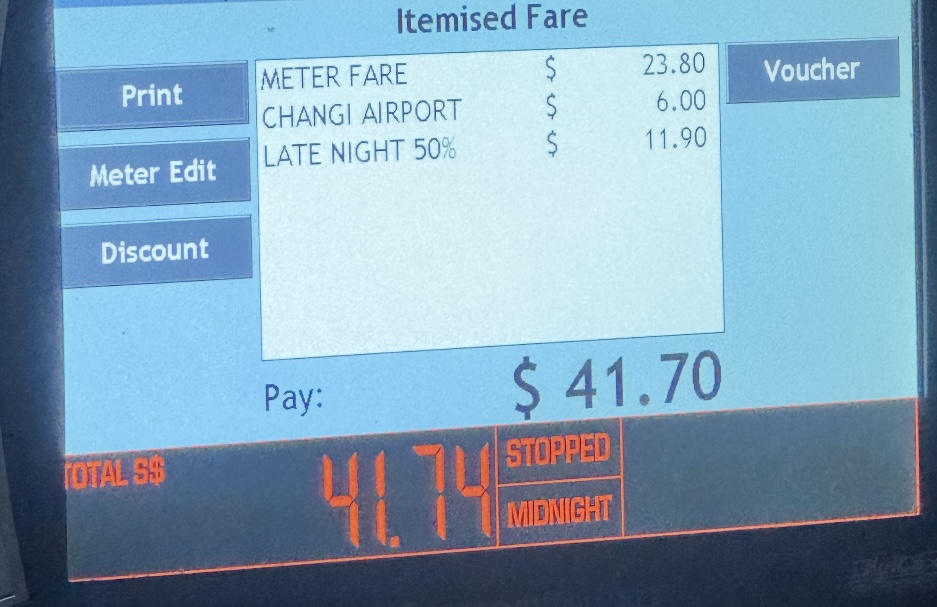 Itemised Fare
Print
Meter Edit
Discount
METER FARE $ 23.80
CHANGI AIRPORT $ 6.00
LATE NIGHT 50% $ 11.90
Voucher
Pay: $ 41.70
TOTAL S$ 41.74
STOPPED
MIDNIGHT